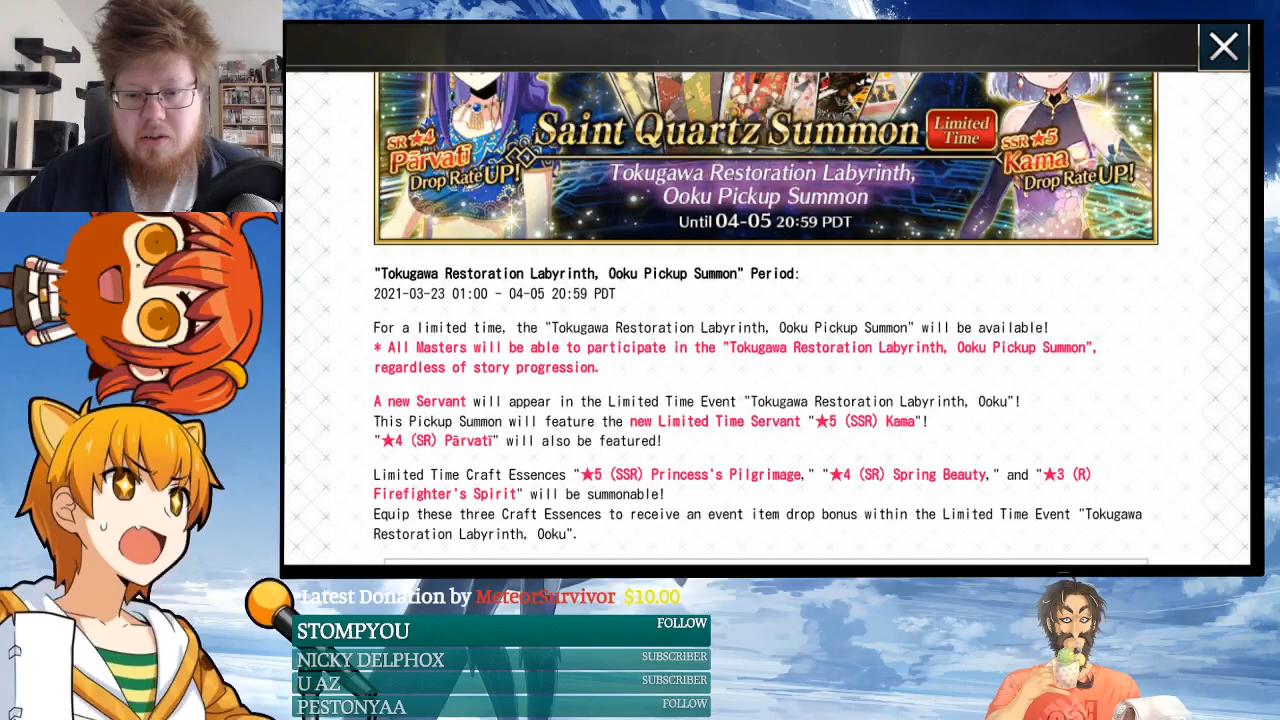 SR ★4
Pārvatī
Drop Rate UP!
Saint Quartz Summon
Limited
Time
Tokugawa Restoration Labyrinth,
Ooku Pickup Summon
Until 04-05 20:59 PDT
SSR ★5
Kama
Drop Rate UP!
"Tokugawa Restoration Labyrinth, Ooku Pickup Summon" Period:
2021-03-23 01:00 - 04-05 20:59 PDT
For a limited time, the "Tokugawa Restoration Labyrinth, Ooku Pickup Summon" will be available!
* All Masters will be able to participate in the "Tokugawa Restoration Labyrinth, Ooku Pickup Summon",
regardless of story progression.
A new Servant will appear in the Limited Time Event "Tokugawa Restoration Labyrinth, Ooku"!
This Pickup Summon will feature the new Limited Time Servant "★5 (SSR) Kama"!
"★4 (SR) Pārvatī" will also be featured!
Limited Time Craft Essences "★5 (SSR) Princess's Pilgrimage," "★4 (SR) Spring Beauty," and "★3 (R)
Firefighter's Spirit" will be summonable!
Equip these three Craft Essences to receive an event item drop bonus within the Limited Time Event "Tokugawa
Restoration Labyrinth, Ooku".
Latest Donation by MeteorSurvivor $10.00
STOMPYOU FOLLOW
NICKY DELPHOX SUBSCRIBER
U AZ SUBSCRIBER
PESTONYAA FOLLOW